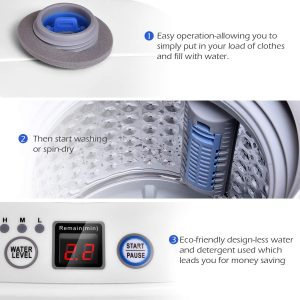 1 Easy operation-allowing you to
simply put in your load of clothes
and fill with water.
2 Then start washing
or spin-dry
H M L
Remain(min)
WATER
LEVEL
2.2
START
PAUSE
3 Eco-friendly design-less water
and detergent used which
leads you for money saving